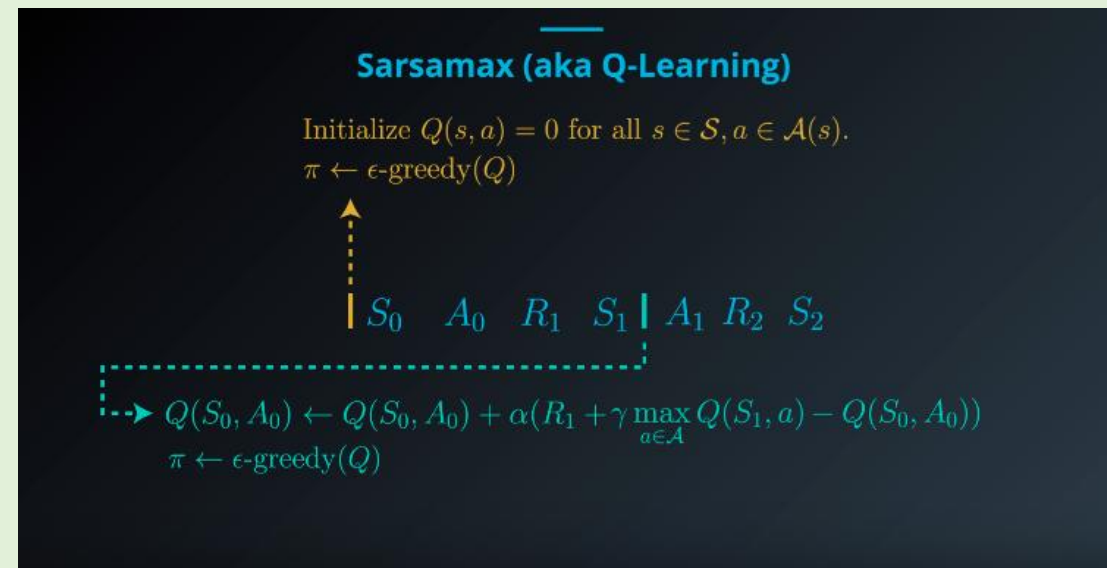 Sarsamax (aka Q-Learning)
Initialize Q(s, a) = 0 for all s ∈ 𝒮, a ∈ 𝒜(s).
π ← ϵ-greedy(Q)
S₀ A₀ R₁ S₁ A₁ R₂ S₂
Q(S₀, A₀) ← Q(S₀, A₀) + α(R₁ + γ max_{a∈𝒜} Q(S₁, a) − Q(S₀, A₀))
π ← ϵ-greedy(Q)